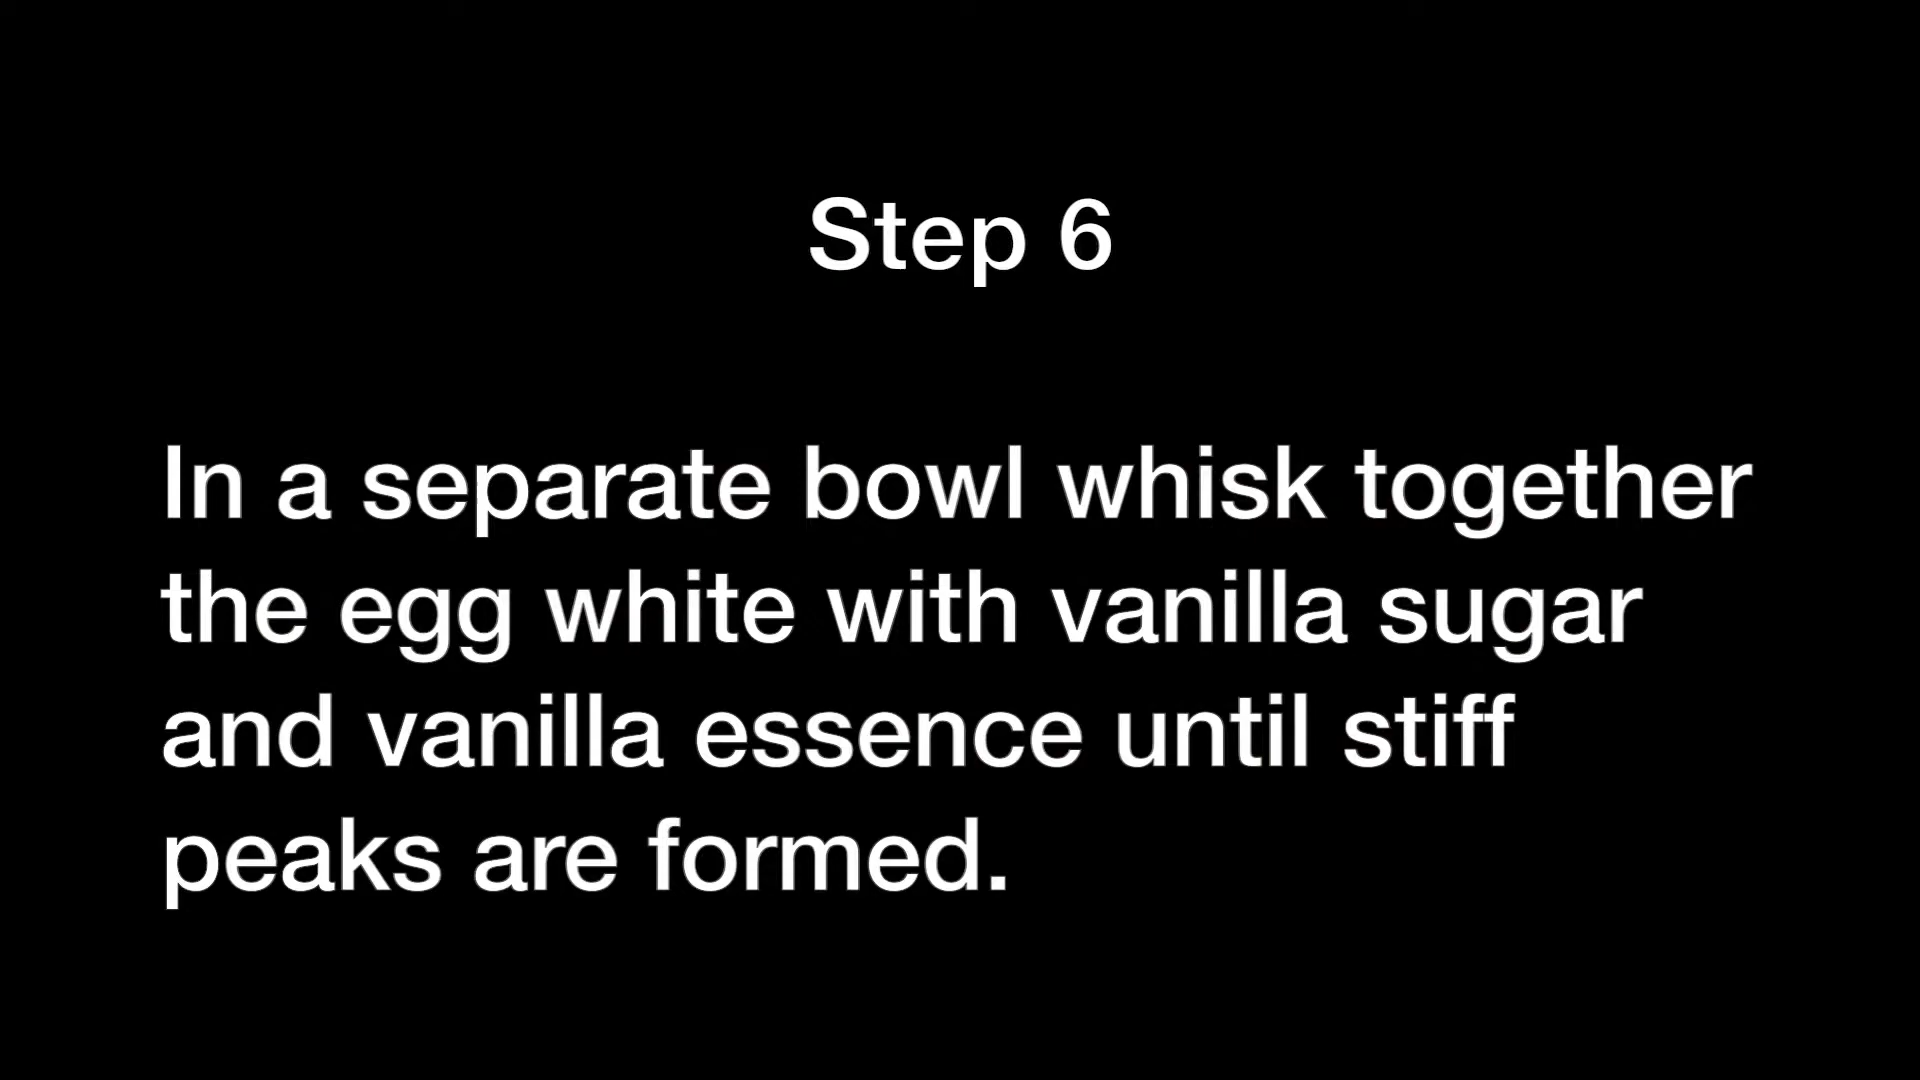 Step 6
In a separate bowl whisk together
the egg white with vanilla sugar
and vanilla essence until stiff
peaks are formed.